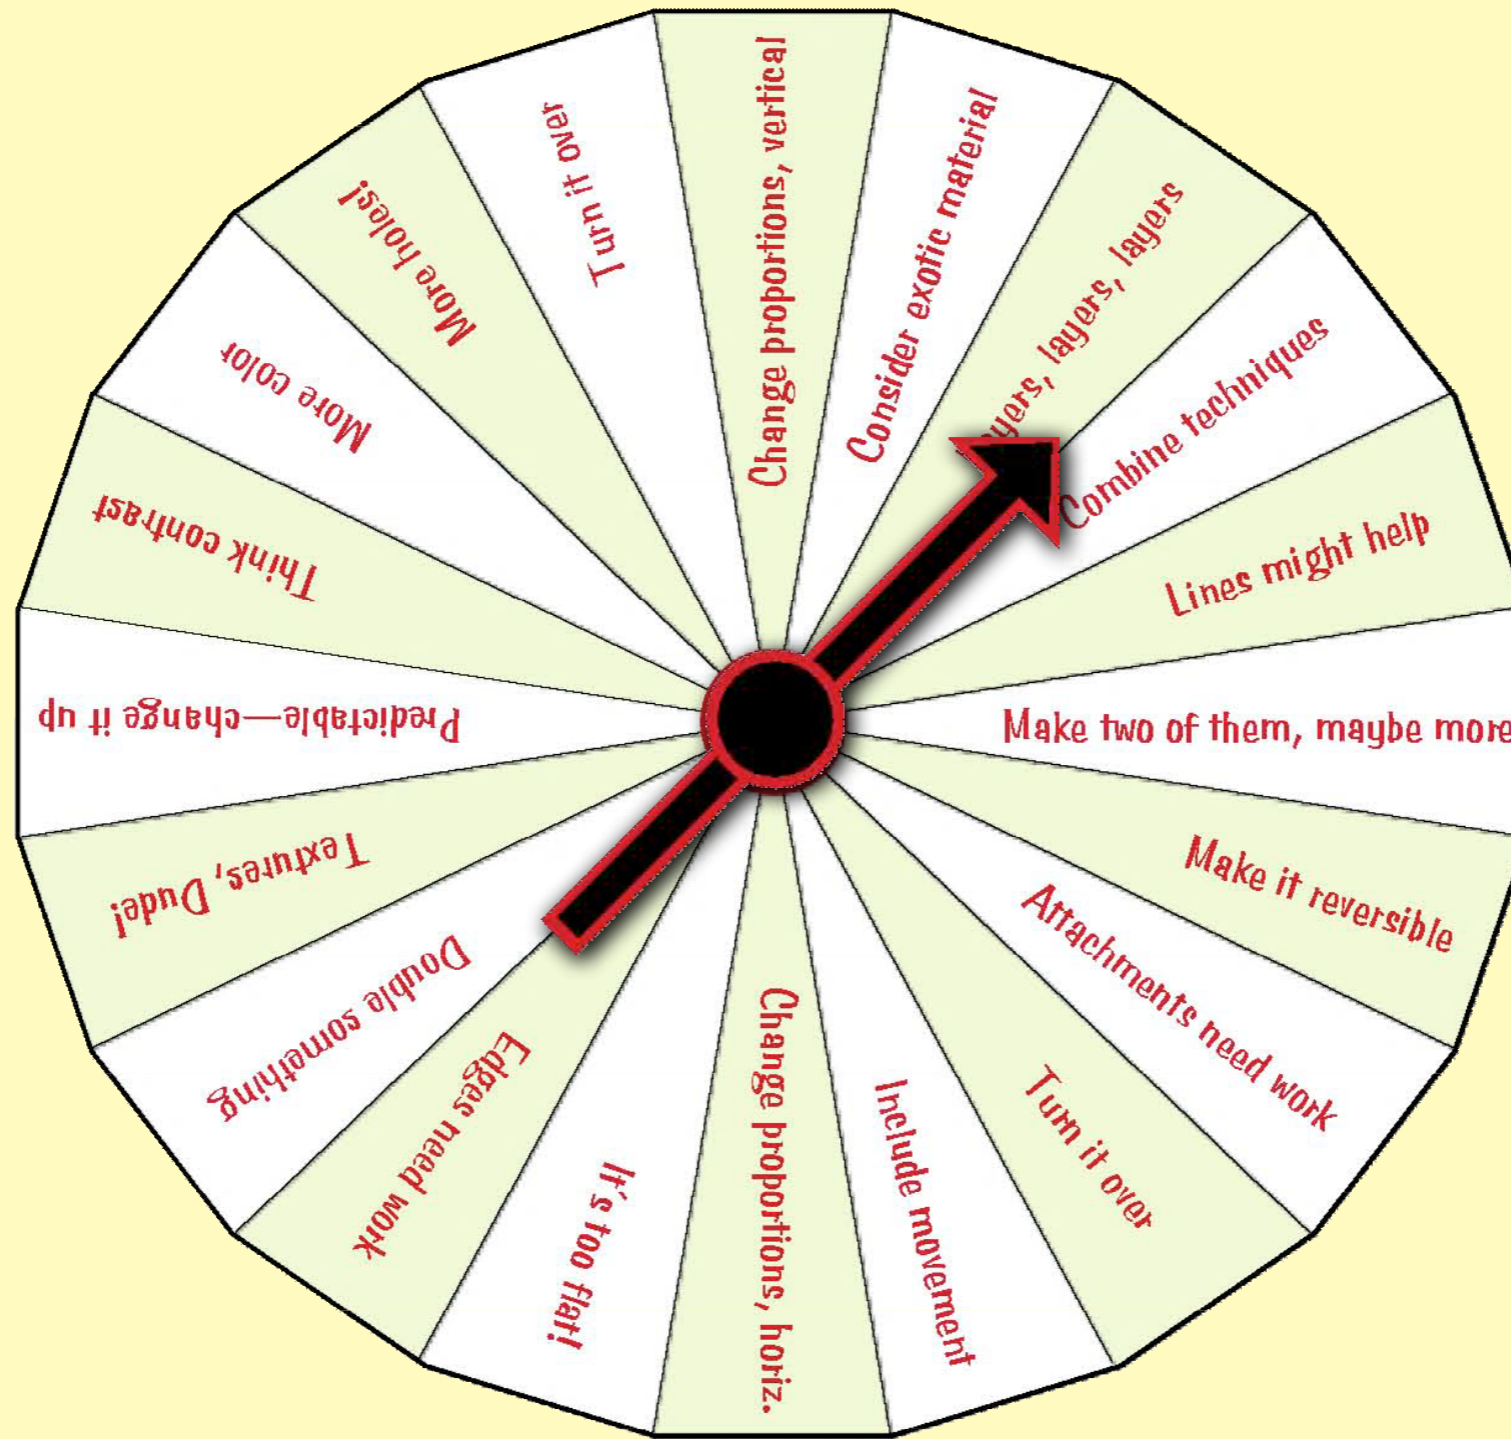 Change proportions, vertical
Consider exotic material
layers, layers
Combine techniques
Lines might help
Make two of them, maybe more
Make it reversible
Attachments need work
Turn it over
Include movement
Change proportions, horiz.
It's too flat!
Edges need work
Double something
Textures, Dude!
Predictable—change it up
Think contrast
More color
More holes!
Turn it over